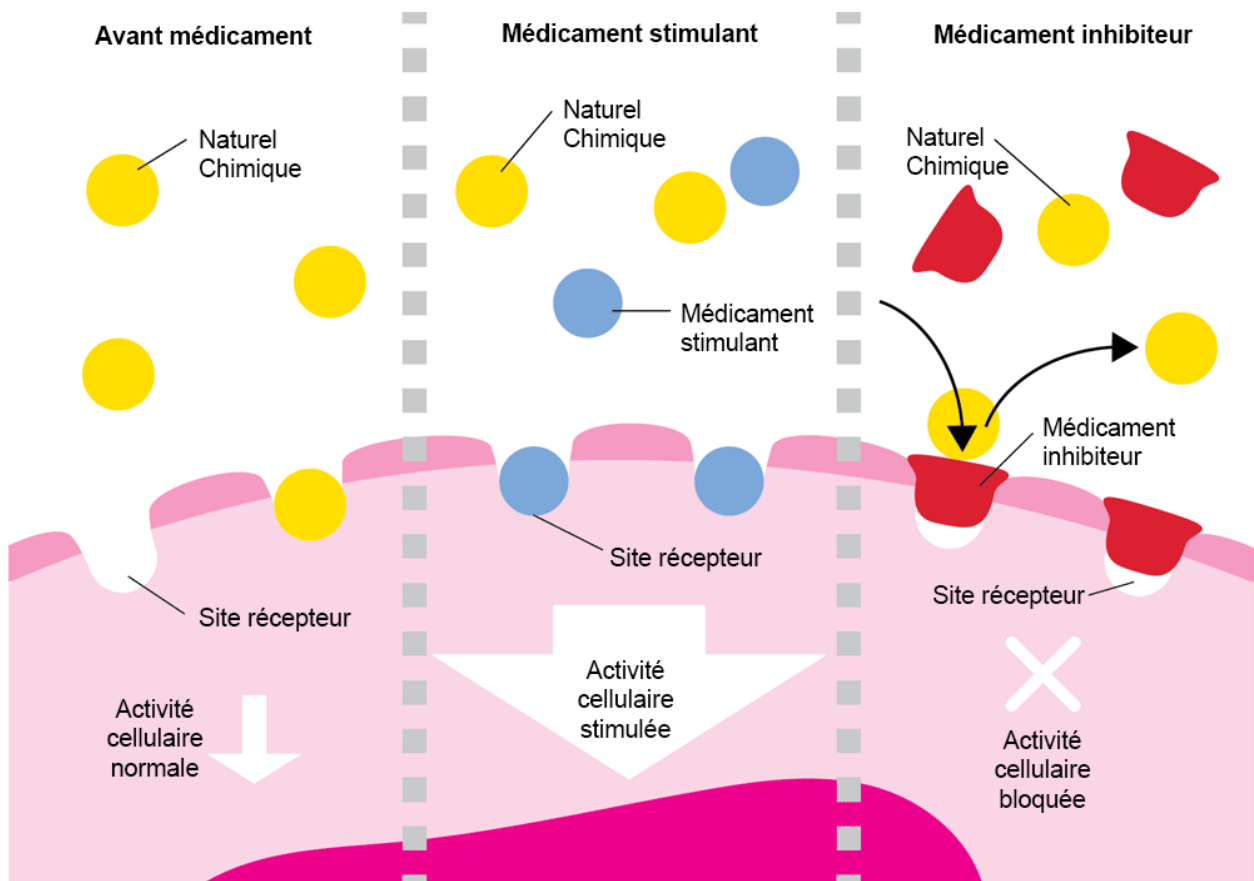 Avant médicament
Naturel
Chimique
Site récepteur
Activité
cellulaire
normale
Médicament stimulant
Naturel
Chimique
Médicament
stimulant
Site récepteur
Activité
cellulaire
stimulée
Médicament inhibiteur
Naturel
Chimique
Médicament
inhibiteur
Site récepteur
Activité
cellulaire
bloquée